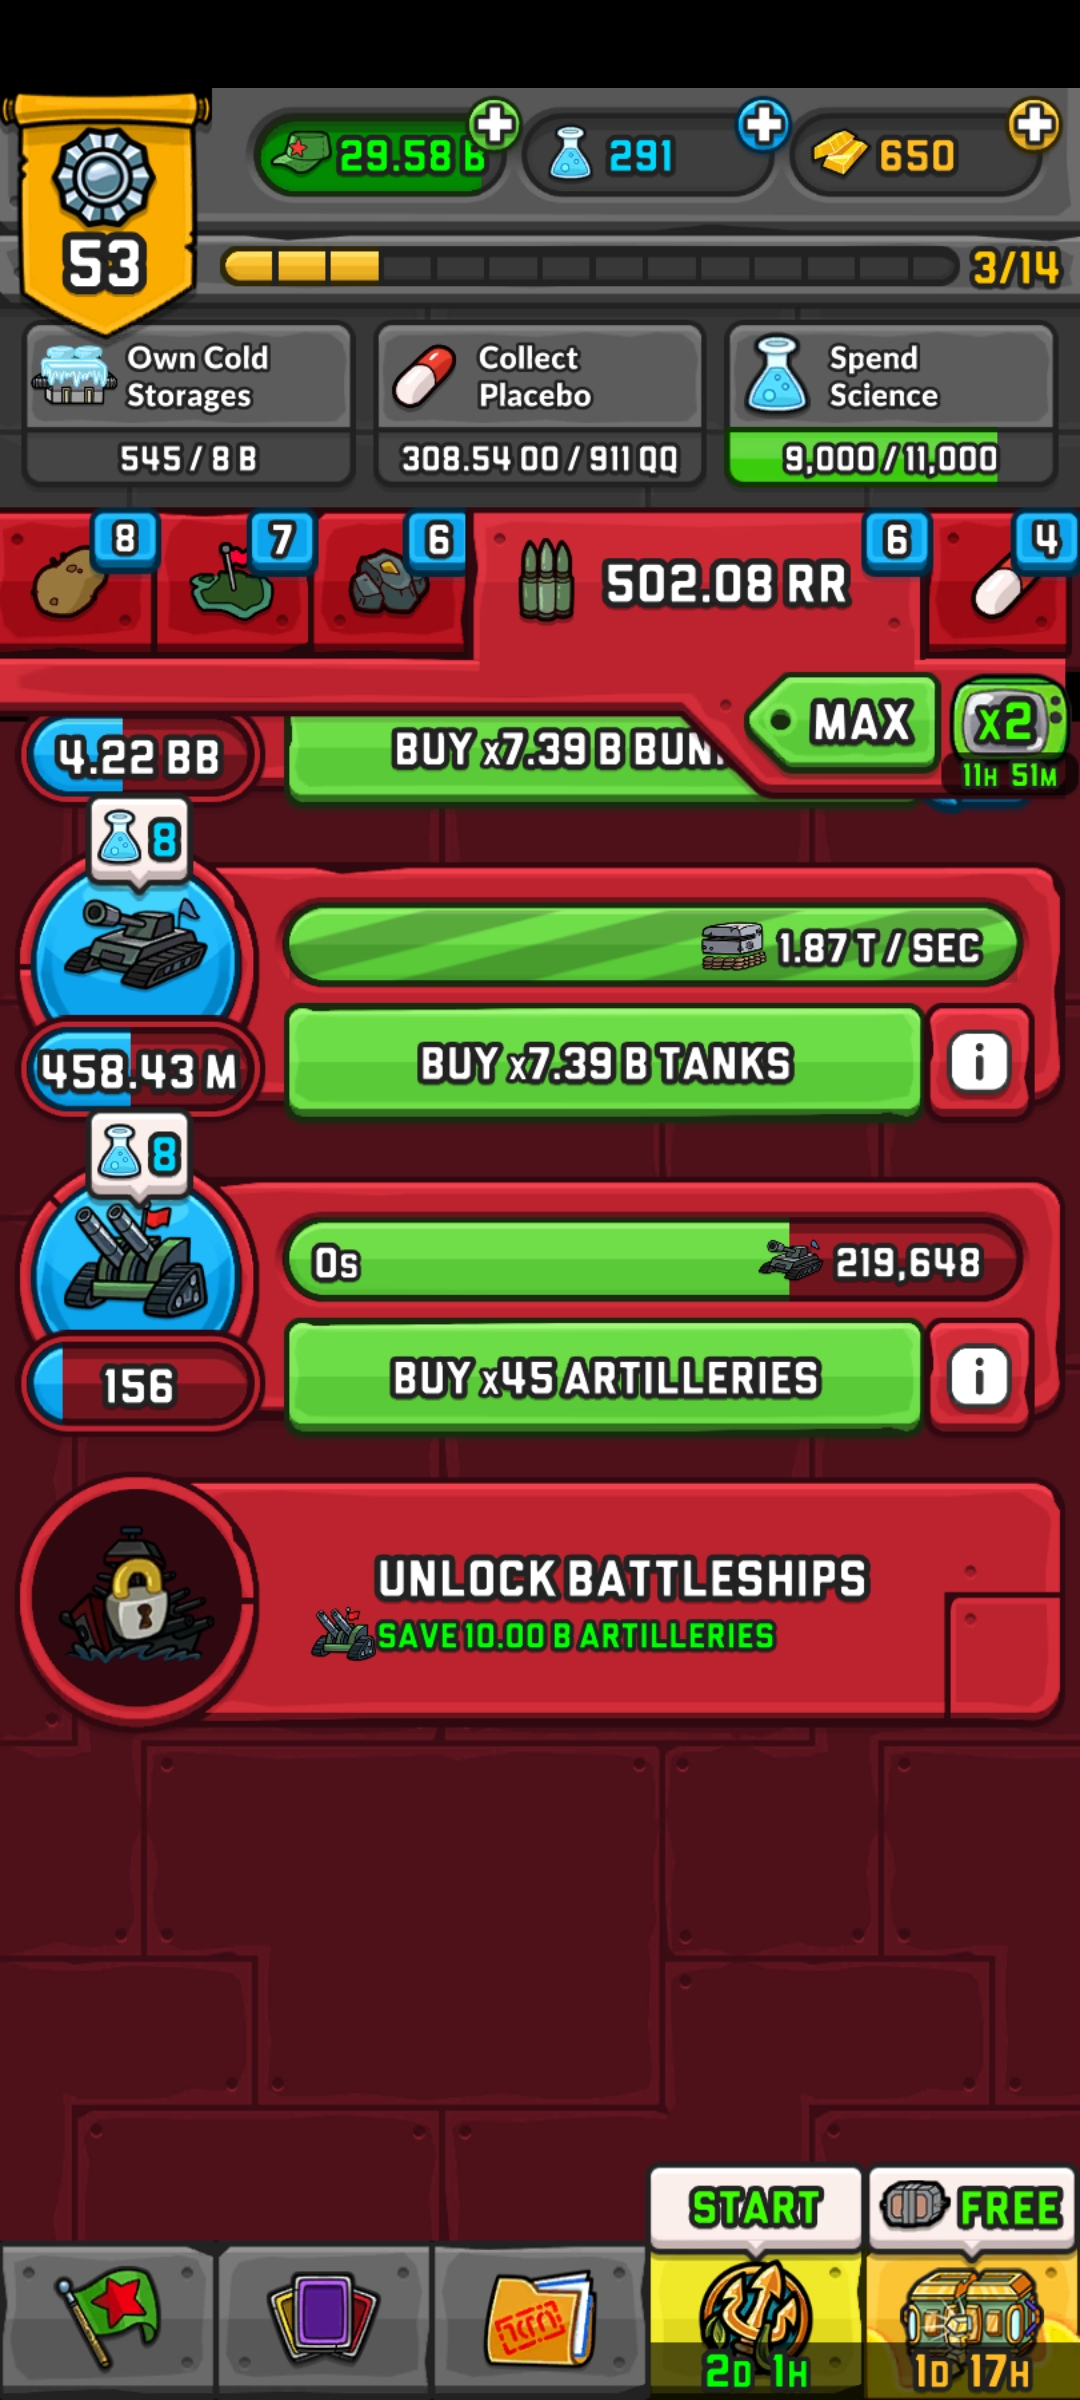 29.58 B
291
650
53
3/14
Own Cold
Storages
545 / 8 B
Collect
Placebo
308.54 OO / 911 QQ
Spend
Science
9,000 / 11,000
8
7
6
502.08 RR
6
4
MAX
x2
11H 51M
4.22 BB
BUY x7.39 B
8
1.87 T / SEC
458.43 M
BUY x7.39 B TANKS
i
8
0s
219,648
156
BUY x45 ARTILLERIES
i
UNLOCK BATTLESHIPS
SAVE 10.00 B ARTILLERIES
START
FREE
2D 1H
1D 17H